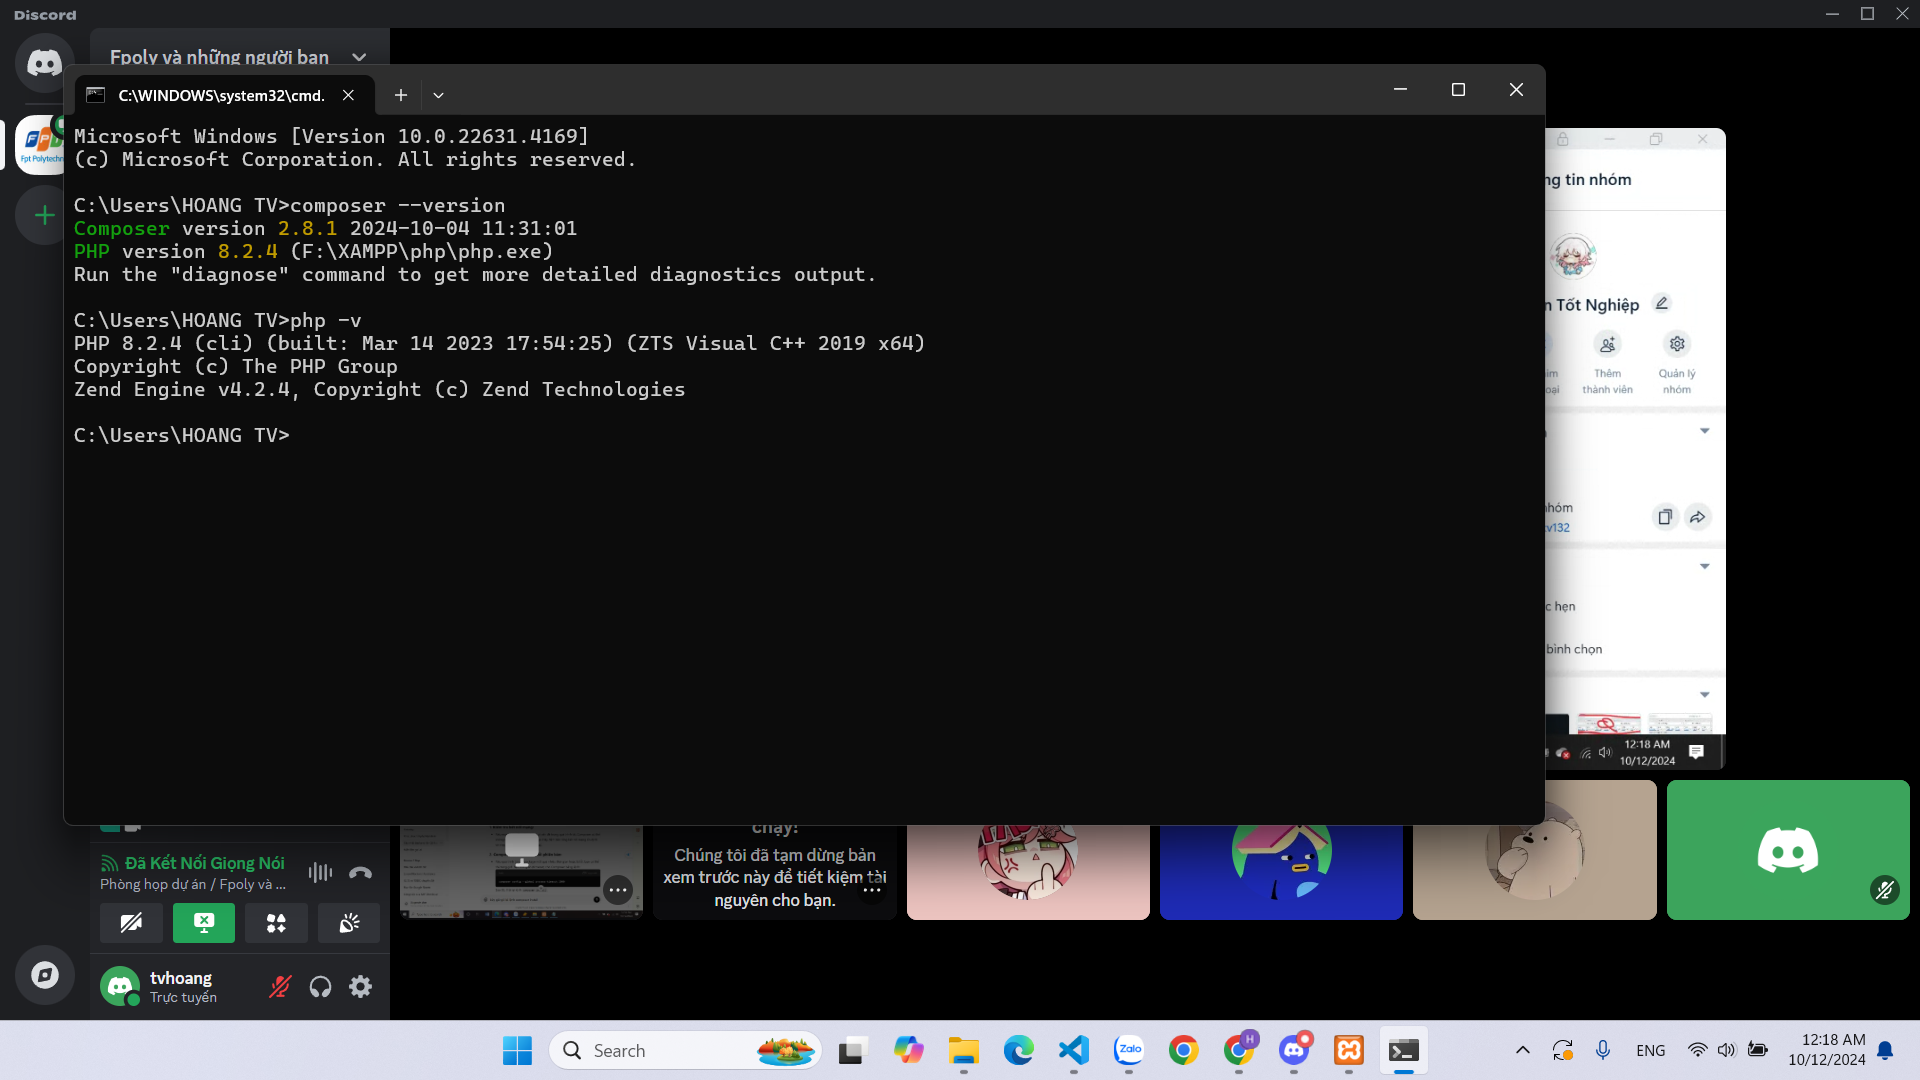 Discord
Fpoly và những người bạn
C:\WINDOWS\system32\cmd.
Microsoft Windows [Version 10.0.22631.4169]
(c) Microsoft Corporation. All rights reserved.
C:\Users\HOANG TV>composer --version
Composer version 2.8.1 2024-10-04 11:31:01
PHP version 8.2.4 (F:\XAMPP\php\php.exe)
Run the "diagnose" command to get more detailed diagnostics output.
C:\Users\HOANG TV>php -v
PHP 8.2.4 (cli) (built: Mar 14 2023 17:54:25) (ZTS Visual C++ 2019 x64)
Copyright (c) The PHP Group
Zend Engine v4.2.4, Copyright (c) Zend Technologies
C:\Users\HOANG TV>
ng tin nhóm
n Tốt Nghiệp
Thêm
thành viên
Quản lý
nhóm
nhóm
tv132
c hẹn
bình chọn
12:18 AM
10/12/2024
chạy!
Chúng tôi đã tạm dừng bản
xem trước này để tiết kiệm tài
nguyên cho bạn.
Đã Kết Nối Giọng Nói
Phòng họp dự án / Fpoly và ...
tvhoang
Trực tuyến
Search
Zalo
H
ENG
12:18 AM
10/12/2024